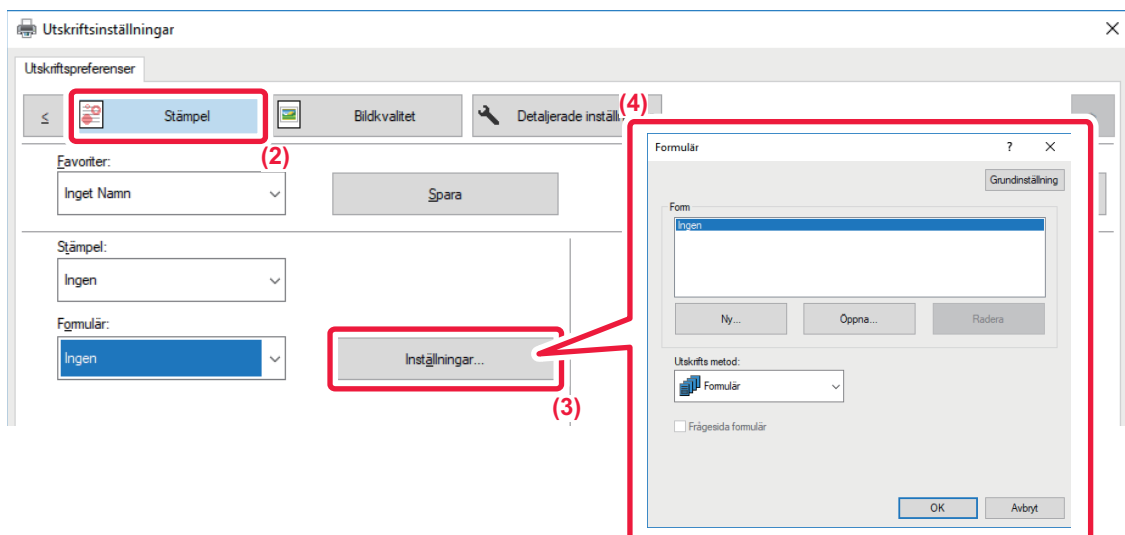 Utskriftsinställningar
Utskriftspreferenser
≤ Stämpel Bildkvalitet Detaljerade inställ
(2)
(4)
Favoriter:
Inget Namn Spara
Stämpel:
Ingen
Formulär:
Ingen Inställningar...
(3)
Formulär ?
Grundinställning
Form
Ingen
Ny... Öppna... Radera
Utskrifts metod:
Formulär
Frågesida formulär
OK Avbryt